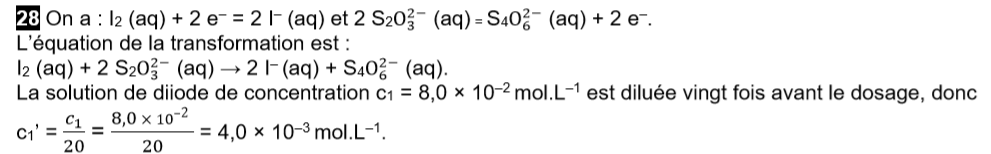 28 On a : I₂ (aq) + 2 e⁻ = 2 I⁻ (aq) et 2 S₂O₃²⁻ (aq) = S₄O₆²⁻ (aq) + 2 e⁻.
L'équation de la transformation est :
I₂ (aq) + 2 S₂O₃²⁻ (aq) → 2 I⁻ (aq) + S₄O₆²⁻ (aq).
La solution de diiode de concentration c₁ = 8,0 × 10⁻² mol.L⁻¹ est diluée vingt fois avant le dosage, donc
c₁' = c₁/20 = 8,0 × 10⁻²/20 = 4,0 × 10⁻³ mol.L⁻¹.